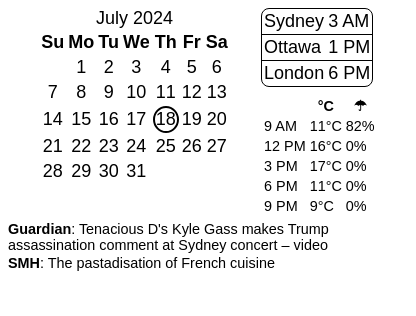 July 2024
Su Mo Tu We Th Fr Sa
1 2 3 4 5 6
7 8 9 10 11 12 13
14 15 16 17 18 19 20
21 22 23 24 25 26 27
28 29 30 31
Sydney 3 AM
Ottawa 1 PM
London 6 PM
°C ☂
9 AM 11°C 82%
12 PM 16°C 0%
3 PM 17°C 0%
6 PM 11°C 0%
9 PM 9°C 0%
Guardian: Tenacious D's Kyle Gass makes Trump
assassination comment at Sydney concert – video
SMH: The pastadisation of French cuisine